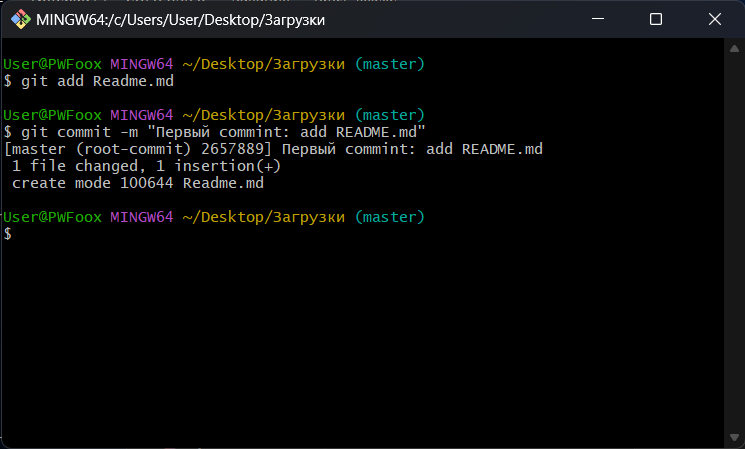 MINGW64:/c/Users/User/Desktop/Загрузки
User@PWFoox MINGW64 ~/Desktop/Загрузки (master)
$ git add Readme.md
User@PWFoox MINGW64 ~/Desktop/Загрузки (master)
$ git commit -m "Первый commint: add README.md"
[master (root-commit) 2657889] Первый commint: add README.md
 1 file changed, 1 insertion(+)
 create mode 100644 Readme.md
User@PWFoox MINGW64 ~/Desktop/Загрузки (master)
$